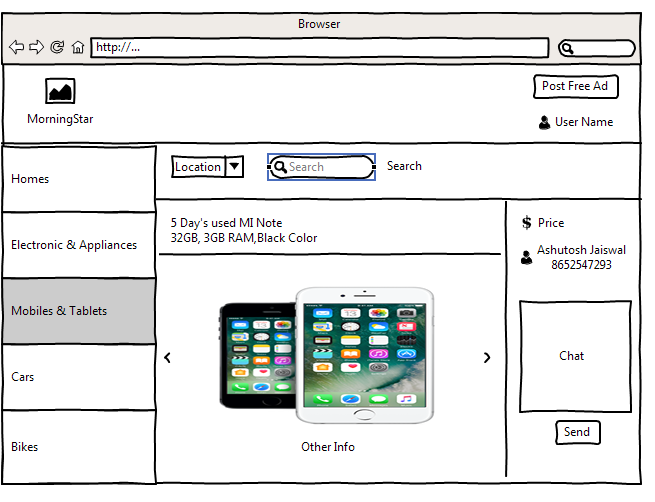 Browser
http://...
Post Free Ad
MorningStar
User Name
Homes
Electronic & Appliances
Mobiles & Tablets
Cars
Bikes
Location
Search
Search
5 Day's used MI Note
32GB, 3GB RAM,Black Color
Other Info
$ Price
Ashutosh Jaiswal
8652547293
Chat
Send